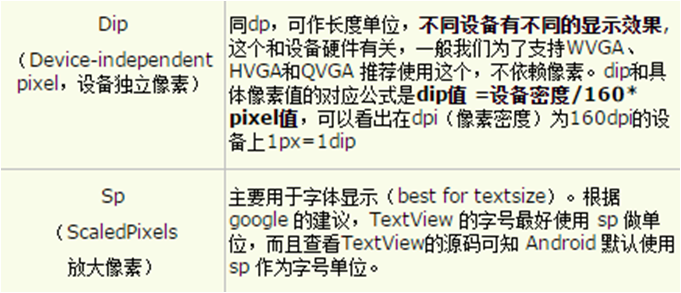 Dip
（Device-independent
pixel，设备独立像素）
同dp，可作长度单位，不同设备有不同的显示效果，
这个和设备硬件有关，一般我们为了支持WVGA、
HVGA和QVGA 推荐使用这个，不依赖像素。dip和具
体像素值的对应公式是dip值 =设备密度/160*
pixel值，可以看出在dpi（像素密度）为160dpi的设
备上1px=1dip
Sp
（ScaledPixels
放大像素）
主要用于字体显示（best for textsize）。根据
google 的建议，TextView 的字号最好使用 sp 做单
位，而且查看TextView的源码可知 Android 默认使用
sp 作为字号单位。